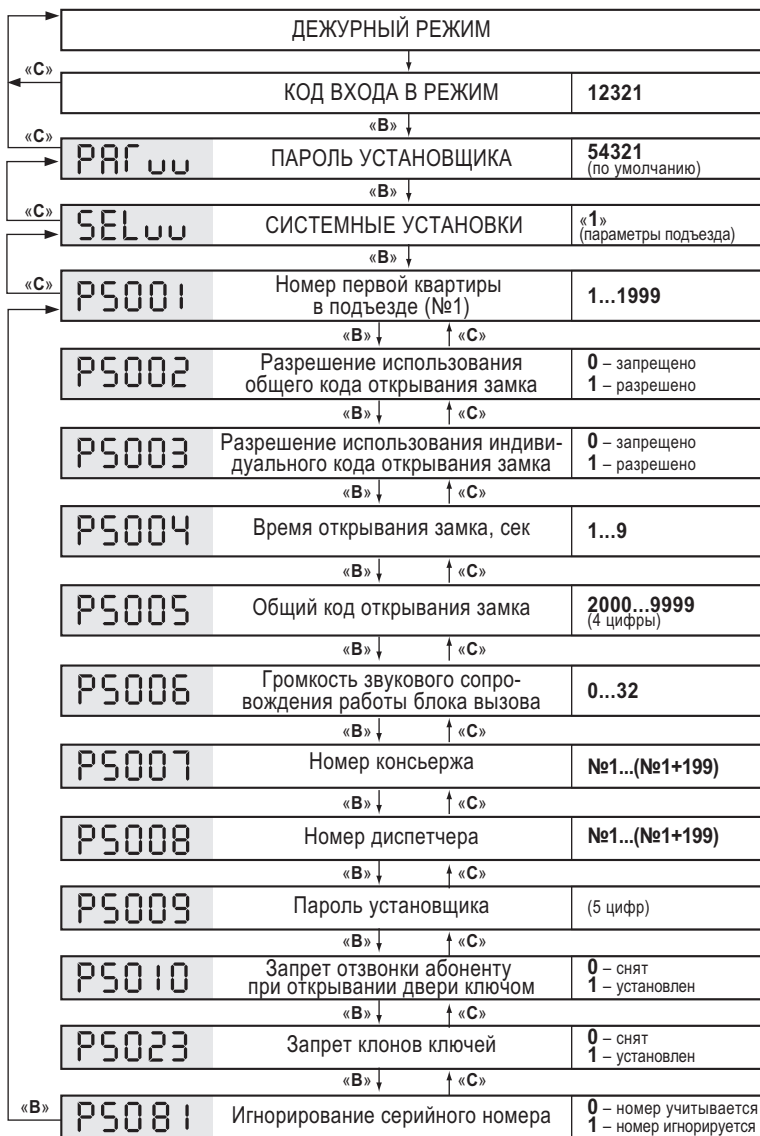 ДЕЖУРНЫЙ РЕЖИМ
«С»
КОД ВХОДА В РЕЖИМ 12321
«В»
«С»
PAГuu ПАРОЛЬ УСТАНОВЩИКА 54321
(по умолчанию)
«В»
«С»
SELuu СИСТЕМНЫЕ УСТАНОВКИ «1»
(параметры подъезда)
«В»
«С»
PS001 Номер первой квартиры
в подъезде (№1) 1...1999
«В» «С»
PS002 Разрешение использования
общего кода открывания замка
0 – запрещено
1 – разрешено
«В» «С»
PS003 Разрешение использования индиви-
дуального кода открывания замка
0 – запрещено
1 – разрешено
«В» «С»
PS004 Время открывания замка, сек 1...9
«В» «С»
PS005 Общий код открывания замка 2000...9999
(4 цифры)
«В» «С»
PS006 Громкость звукового сопро-
вождения работы блока вызова 0...32
«В» «С»
PS007 Номер консьержа №1...(№1+199)
«В» «С»
PS008 Номер диспетчера №1...(№1+199)
«В» «С»
PS009 Пароль установщика (5 цифр)
«В» «С»
PS010 Запрет отзвонки абоненту
при открывании двери ключом
0 – снят
1 – установлен
«В» «С»
PS023 Запрет клонов ключей
0 – снят
1 – установлен
«В» «С»
«В»
PS081 Игнорирование серийного номера
0 – номер учитывается
1 – номер игнорируется